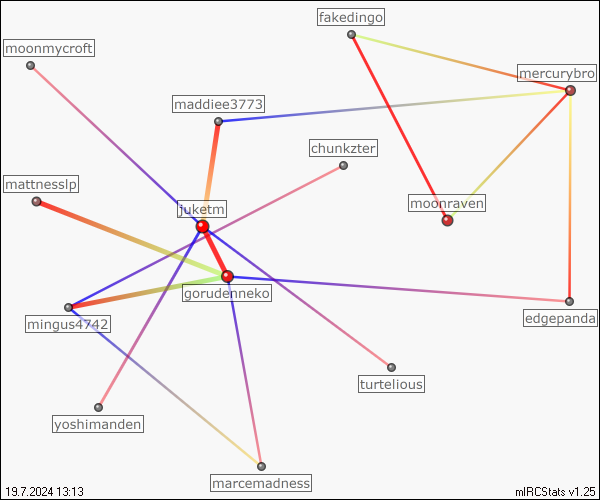 fakedingo
moonmycroft
mercurybro
maddiee3773
chunkzter
mattnesslp
moonraven
juketm
gorudenneko
mingus4742
edgepanda
turtelious
yoshimanden
marcemadness
19.7.2024 13:13
mIRCStats v1.25